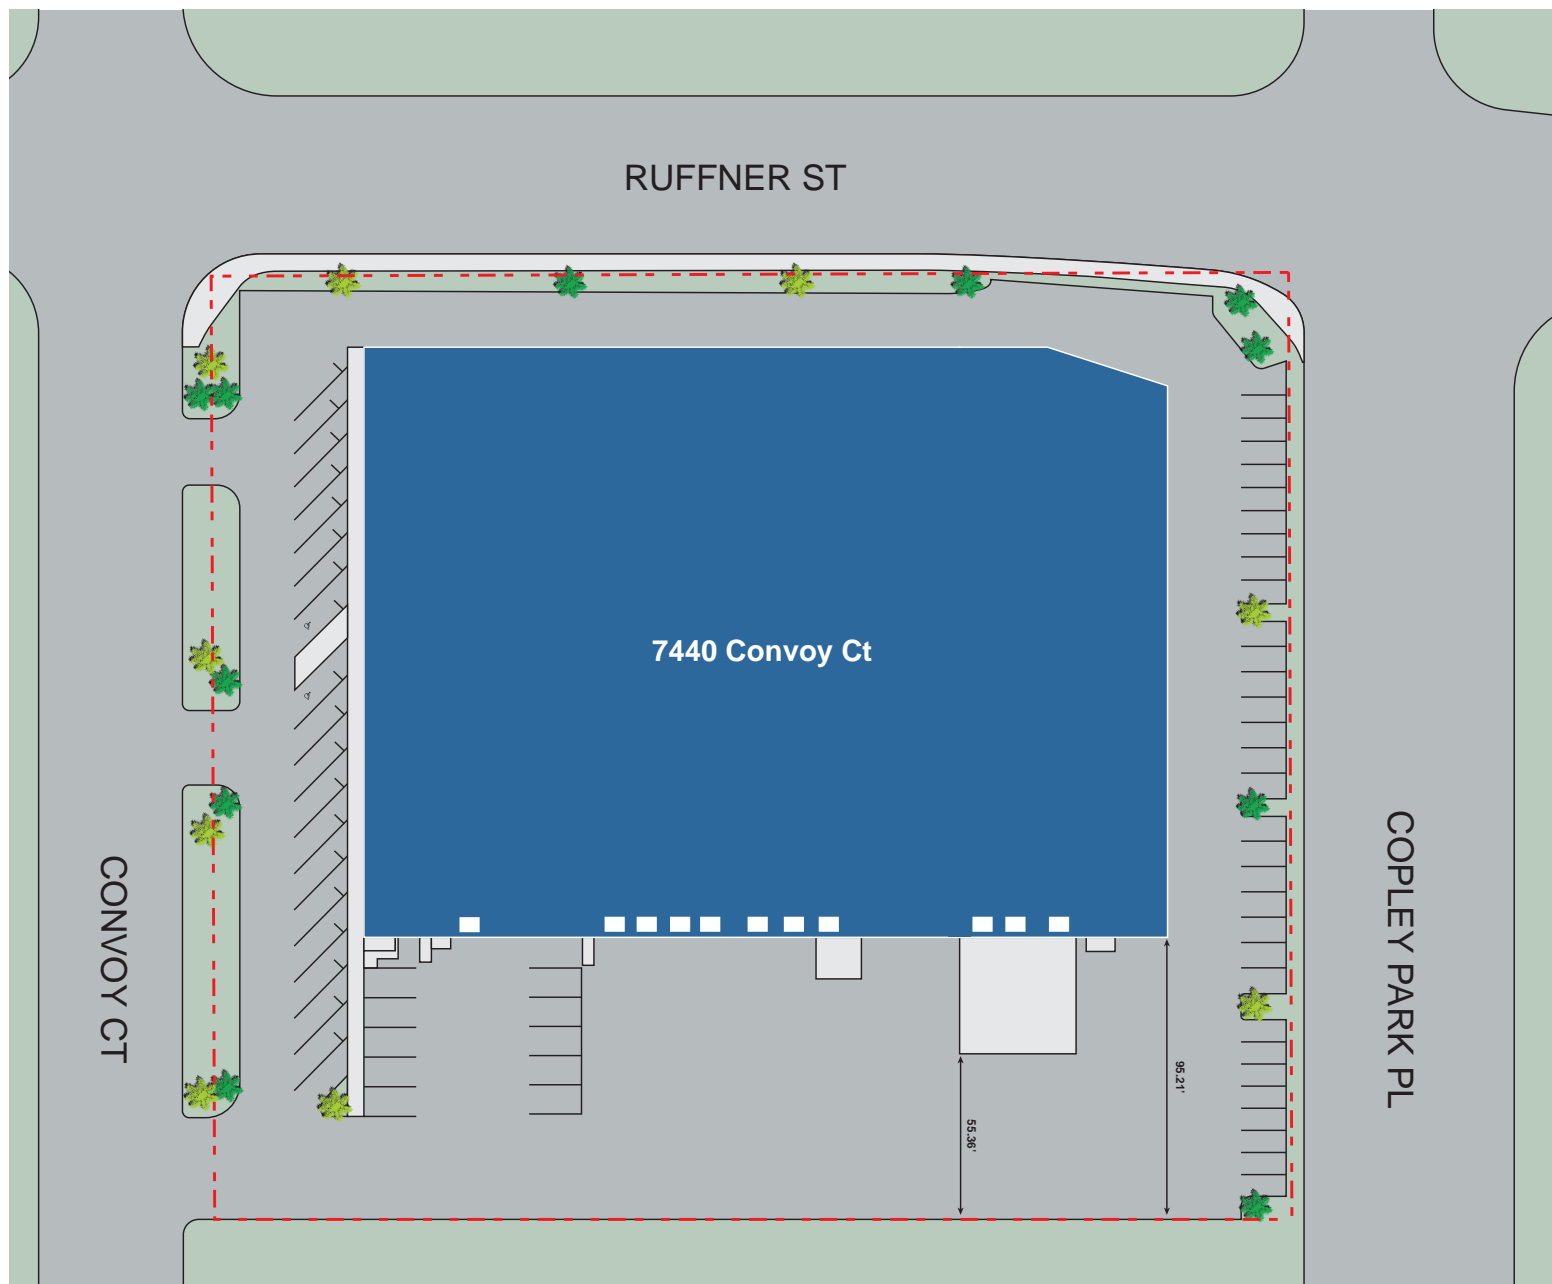 RUFFNER ST
7440 Convoy Ct
CONVOY CT
COPLEY PARK PL
95.21'
55.36'